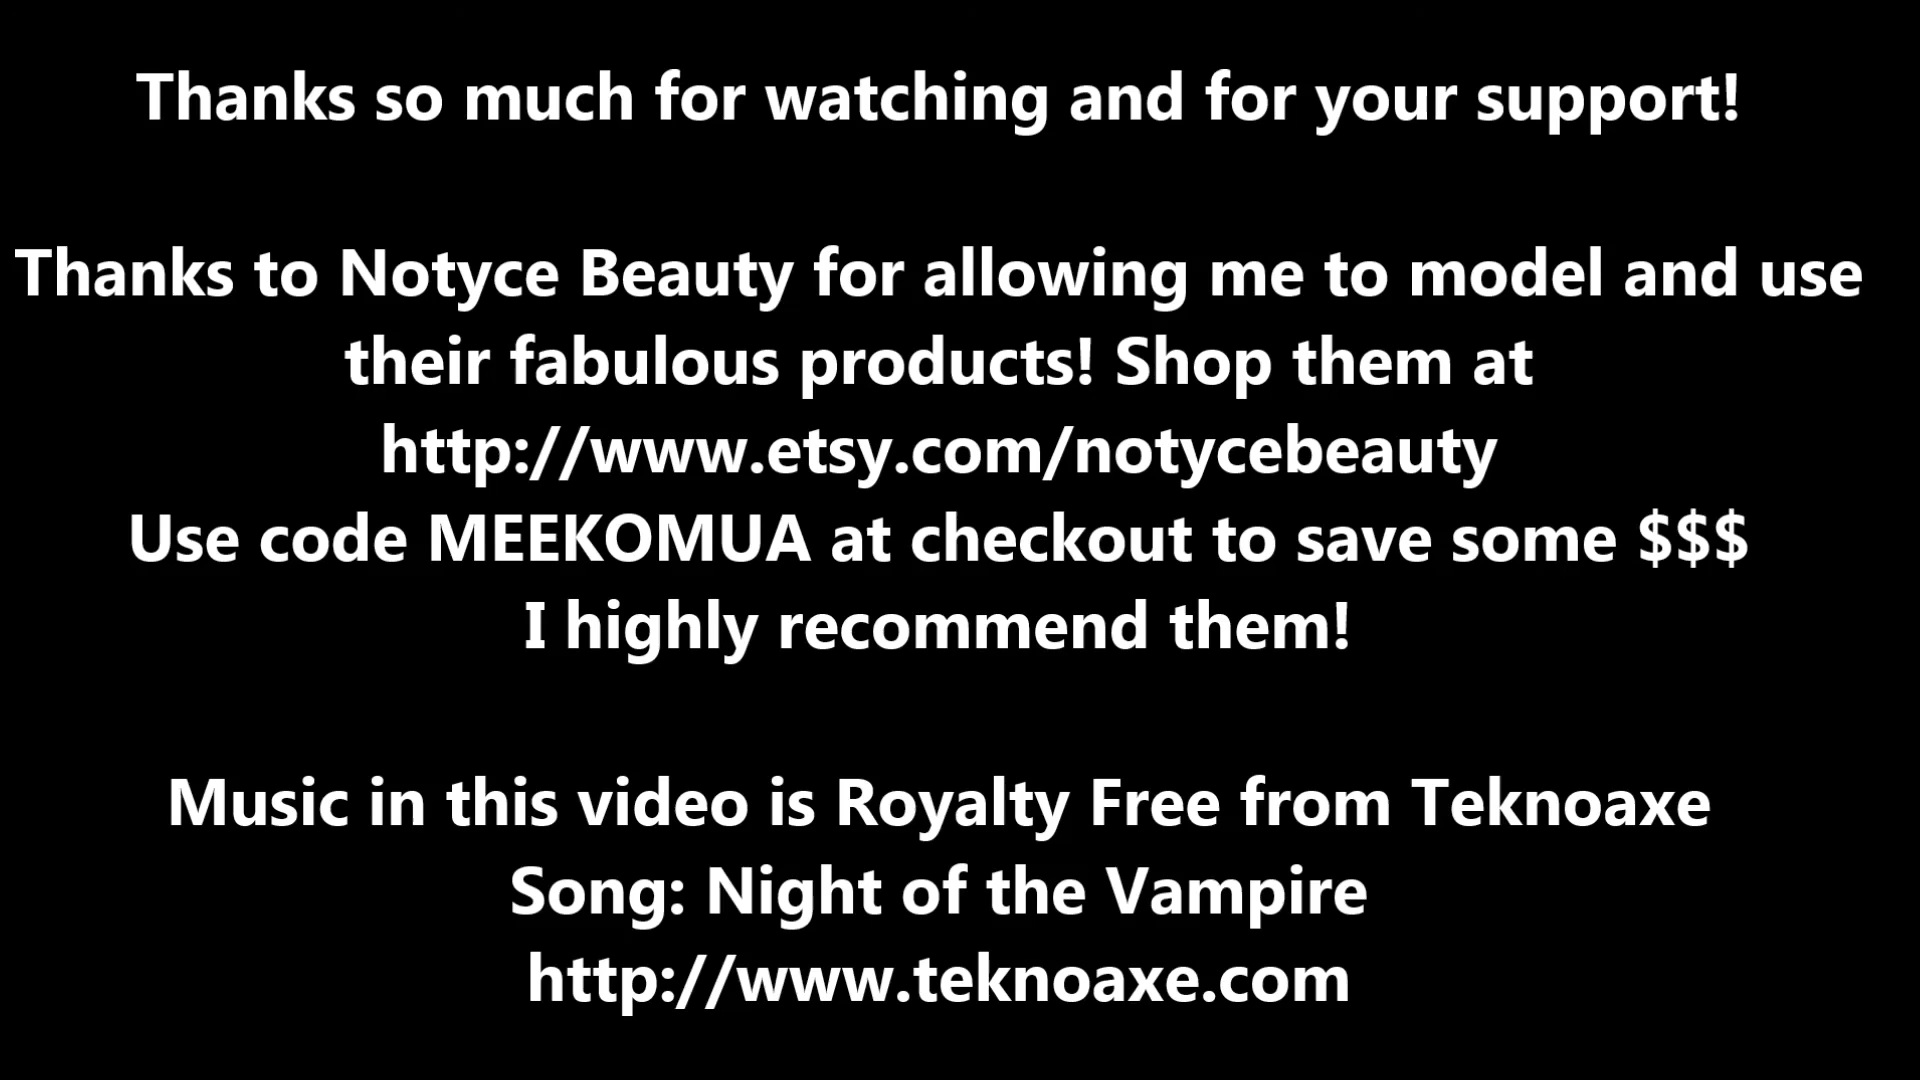 Thanks so much for watching and for your support!
Thanks to Notyce Beauty for allowing me to model and use
their fabulous products! Shop them at
http://www.etsy.com/notycebeauty
Use code MEEKOMUA at checkout to save some $$$
I highly recommend them!
Music in this video is Royalty Free from Teknoaxe
Song: Night of the Vampire
http://www.teknoaxe.com